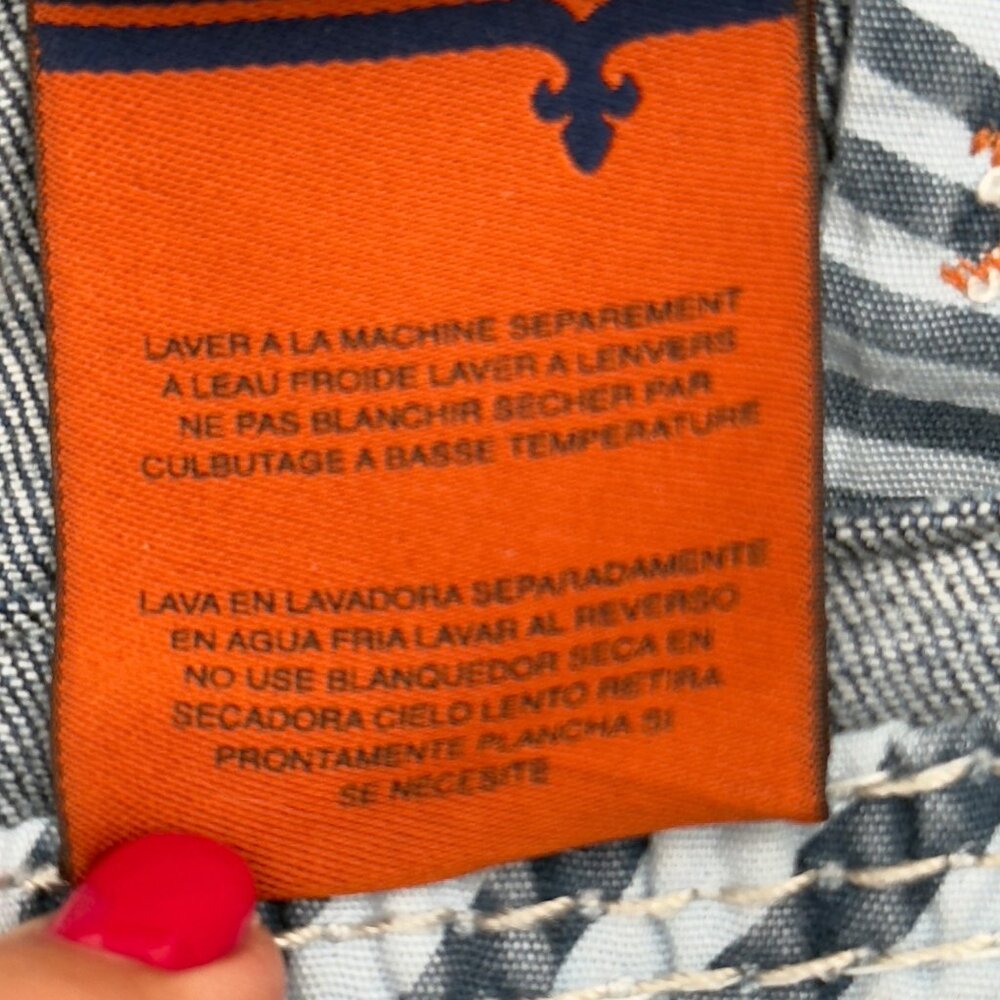 LAVER A LA MACHINE SEPAREMENT
A LEAU FROIDE LAVER A LENVERS
NE PAS BLANCHIR SECHER PAR
CULBUTAGE A BASSE TEMPERATURE
LAVA EN LAVADORA SEPARADAMENTE
EN AGUA FRIA LAVAR AL REVERSO
NO USE BLANQUEDOR SECA EN
SECADORA CIELO LENTO RETIRA
PRONTAMENTE PLANCHA SI
SE NECESITE